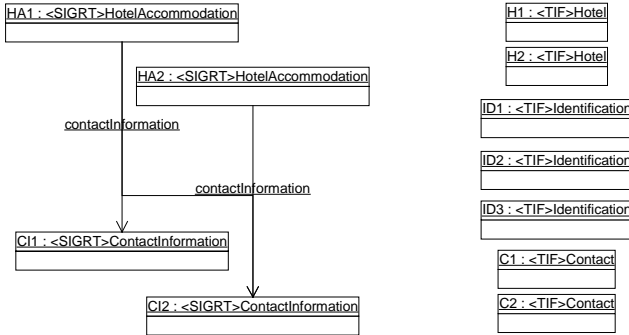 HA1 : <SIGRT>HotelAccommodation
HA2 : <SIGRT>HotelAccommodation
contactInformation
contactInformation
CI1 : <SIGRT>ContactInformation
CI2 : <SIGRT>ContactInformation
H1 : <TIF>Hotel
H2 : <TIF>Hotel
ID1 : <TIF>Identification
ID2 : <TIF>Identification
ID3 : <TIF>Identification
C1 : <TIF>Contact
C2 : <TIF>Contact